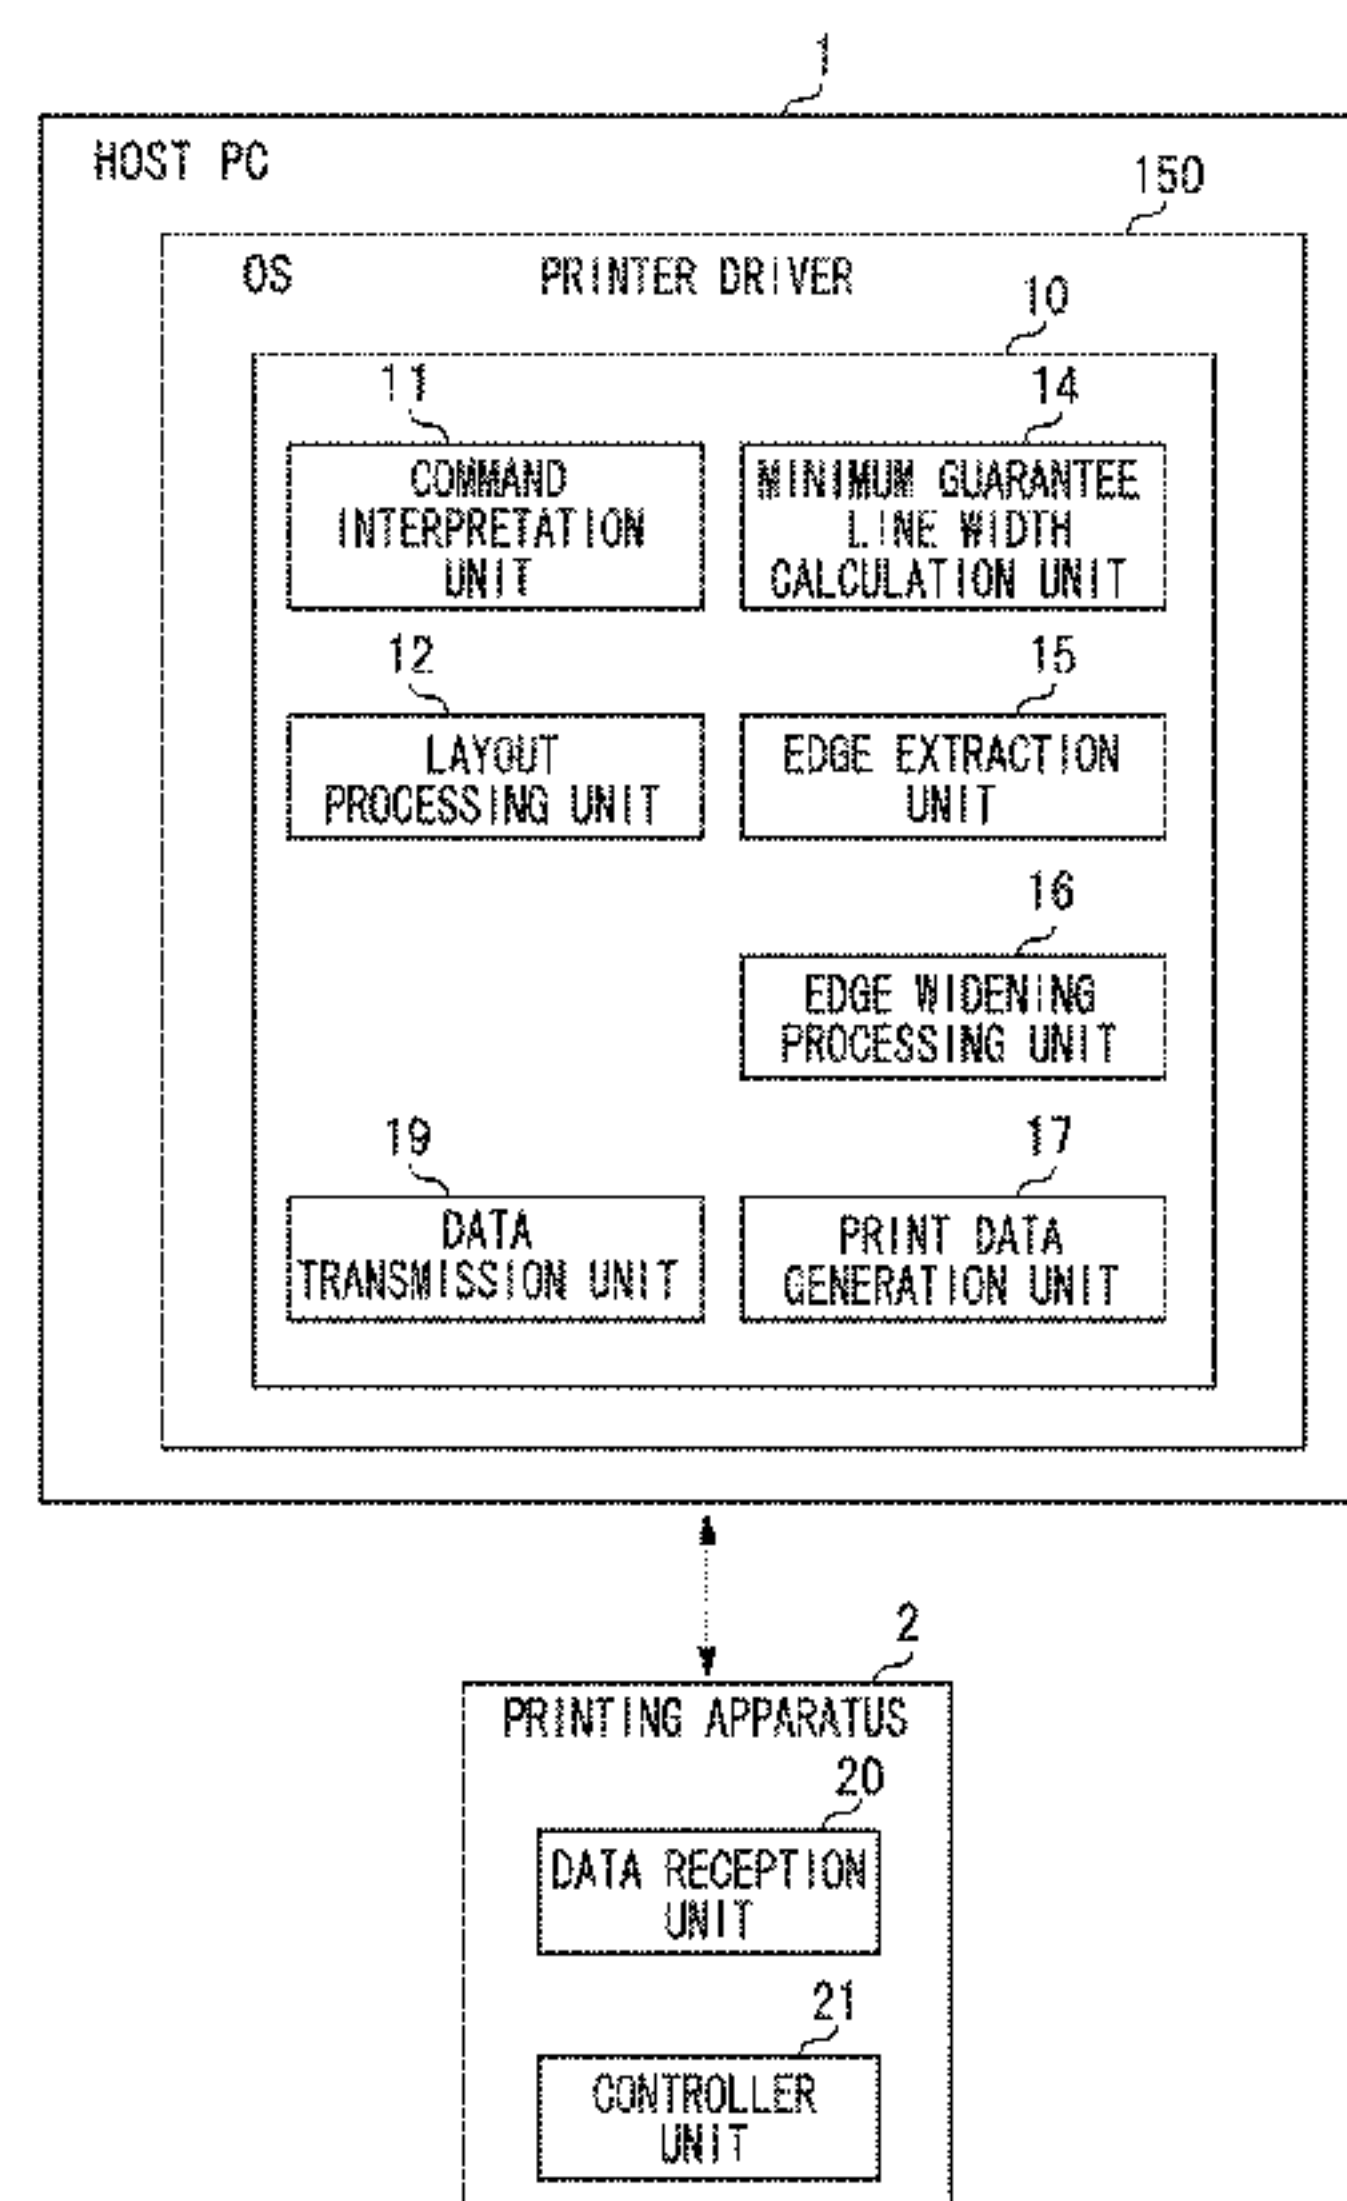 1
HOST PC
150
OS
PRINTER DRIVER
10
11
COMMAND
INTERPRETATION
UNIT
14
MINIMUM GUARANTEE
LINE WIDTH
CALCULATION UNIT
12
LAYOUT
PROCESSING UNIT
15
EDGE EXTRACTION
UNIT
16
EDGE WIDENING
PROCESSING UNIT
19
DATA
TRANSMISSION UNIT
17
PRINT DATA
GENERATION UNIT
2
PRINTING APPARATUS
20
DATA RECEPTION
UNIT
21
CONTROLLER
UNIT